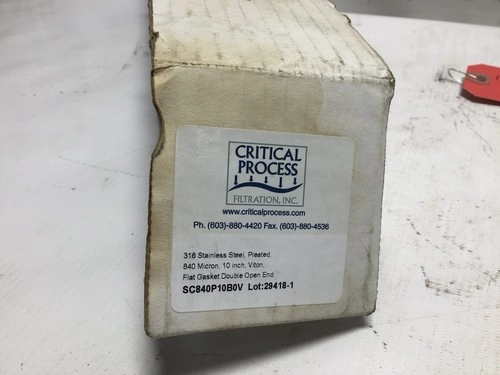 CRITICAL
PROCESS
FILTRATION, INC.
www.criticalprocess.com
Ph. (603)-880-4420 Fax. (603)-880-4536
316 Stainless Steel, Pleated,
840 Micron, 10 inch, Viton,
Flat Gasket Double Open End
SC840P10B0V Lot:29418-1